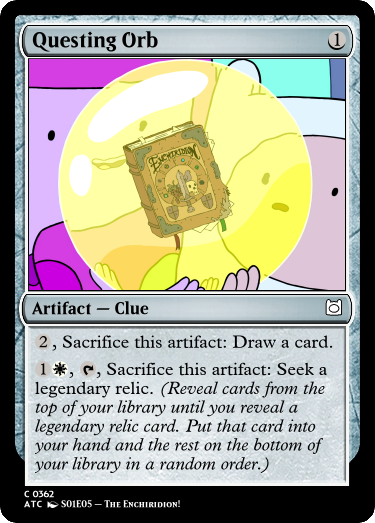 Questing Orb 1
ENCHIRIDION
Artifact — Clue
2, Sacrifice this artifact: Draw a card.
1, Sacrifice this artifact: Seek a
legendary relic. (Reveal cards from the
top of your library until you reveal a
legendary relic card. Put that card into
your hand and the rest on the bottom of
your library in a random order.)
C 0362
ATC S01E05 — The Enchiridion!